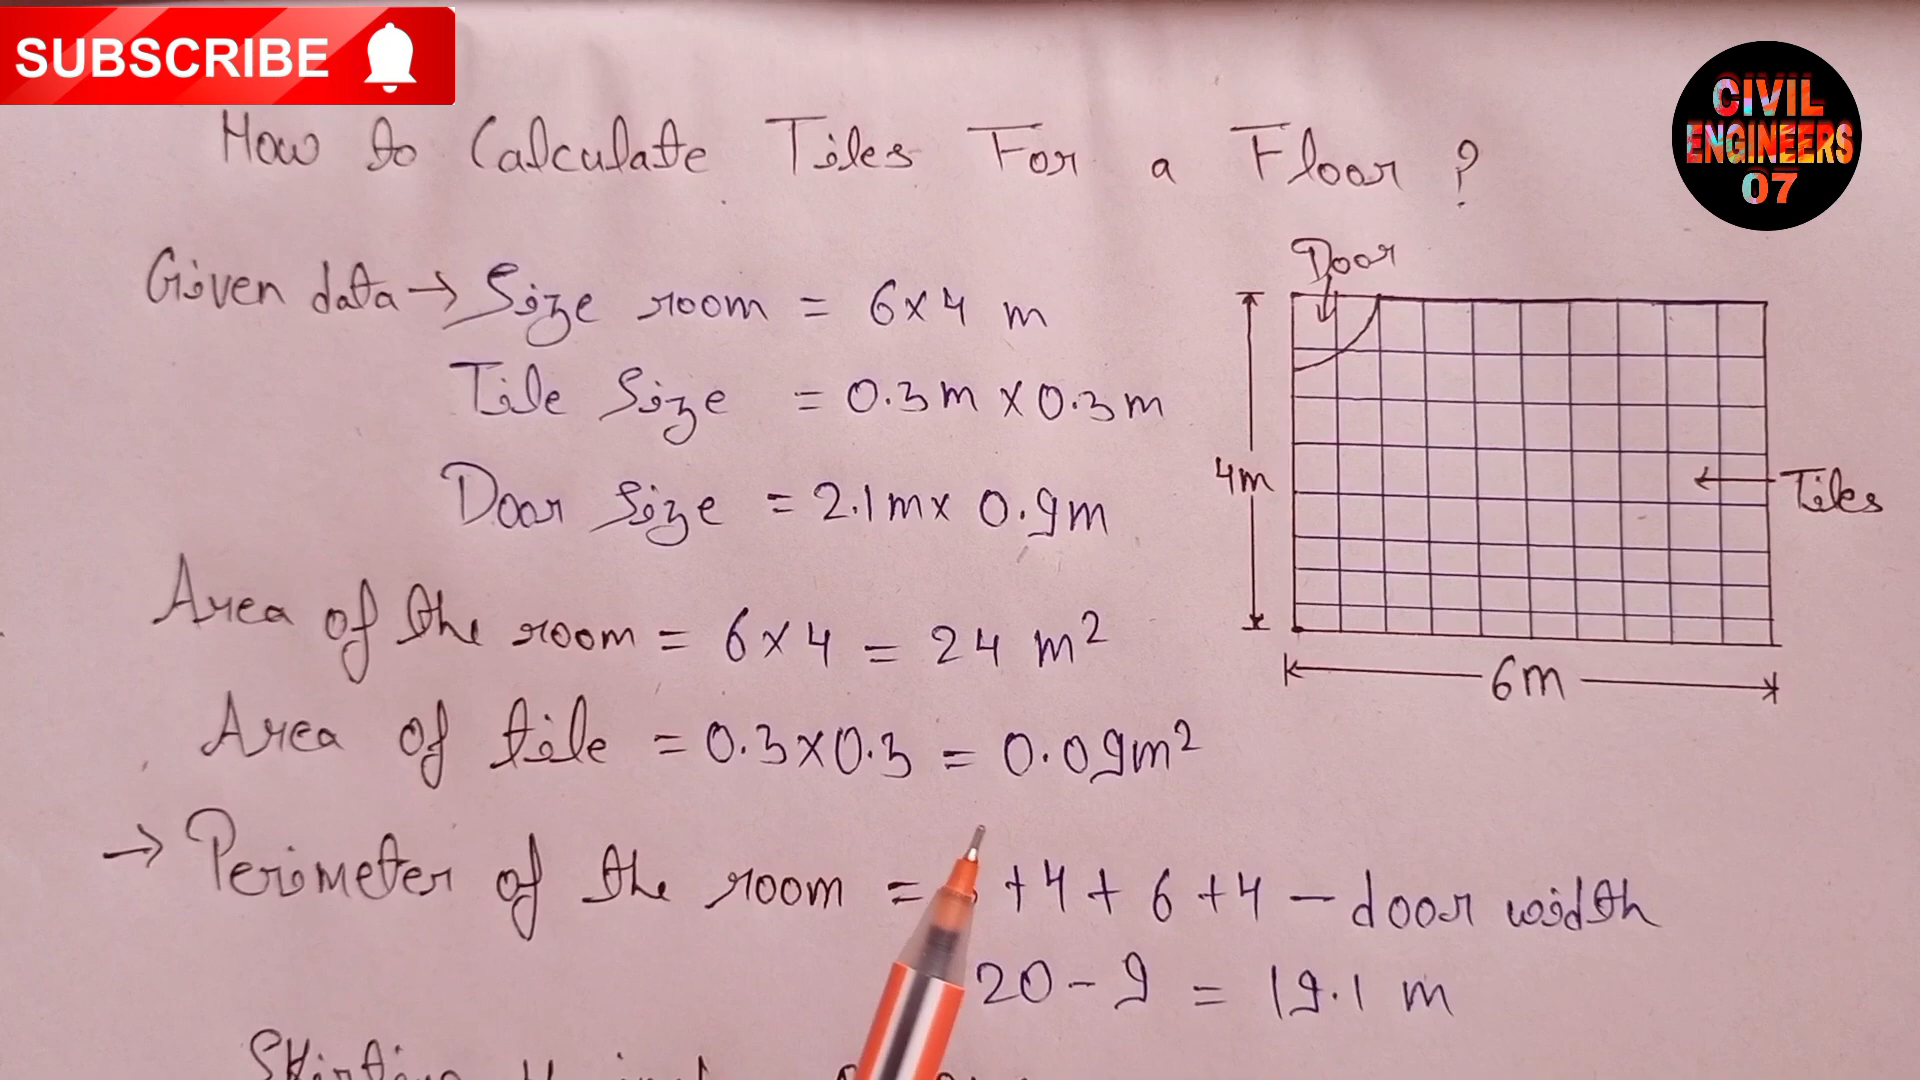 SUBSCRIBE
CIVIL
ENGINEERS
07
How to Calculate Tiles For a Floor ?
Door
Given data → Size room = 6×4 m
Tile Size = 0.3m × 0.3m
Door Size = 2.1m× 0.9m
4m
Tiles
Area of the room = 6×4 = 24 m²
6m
Area of tile = 0.3×0.3 = 0.09m²
→ Perimeter of the room = +4+ 6+4 - door width
20-9 = 19.1 m
Skirting